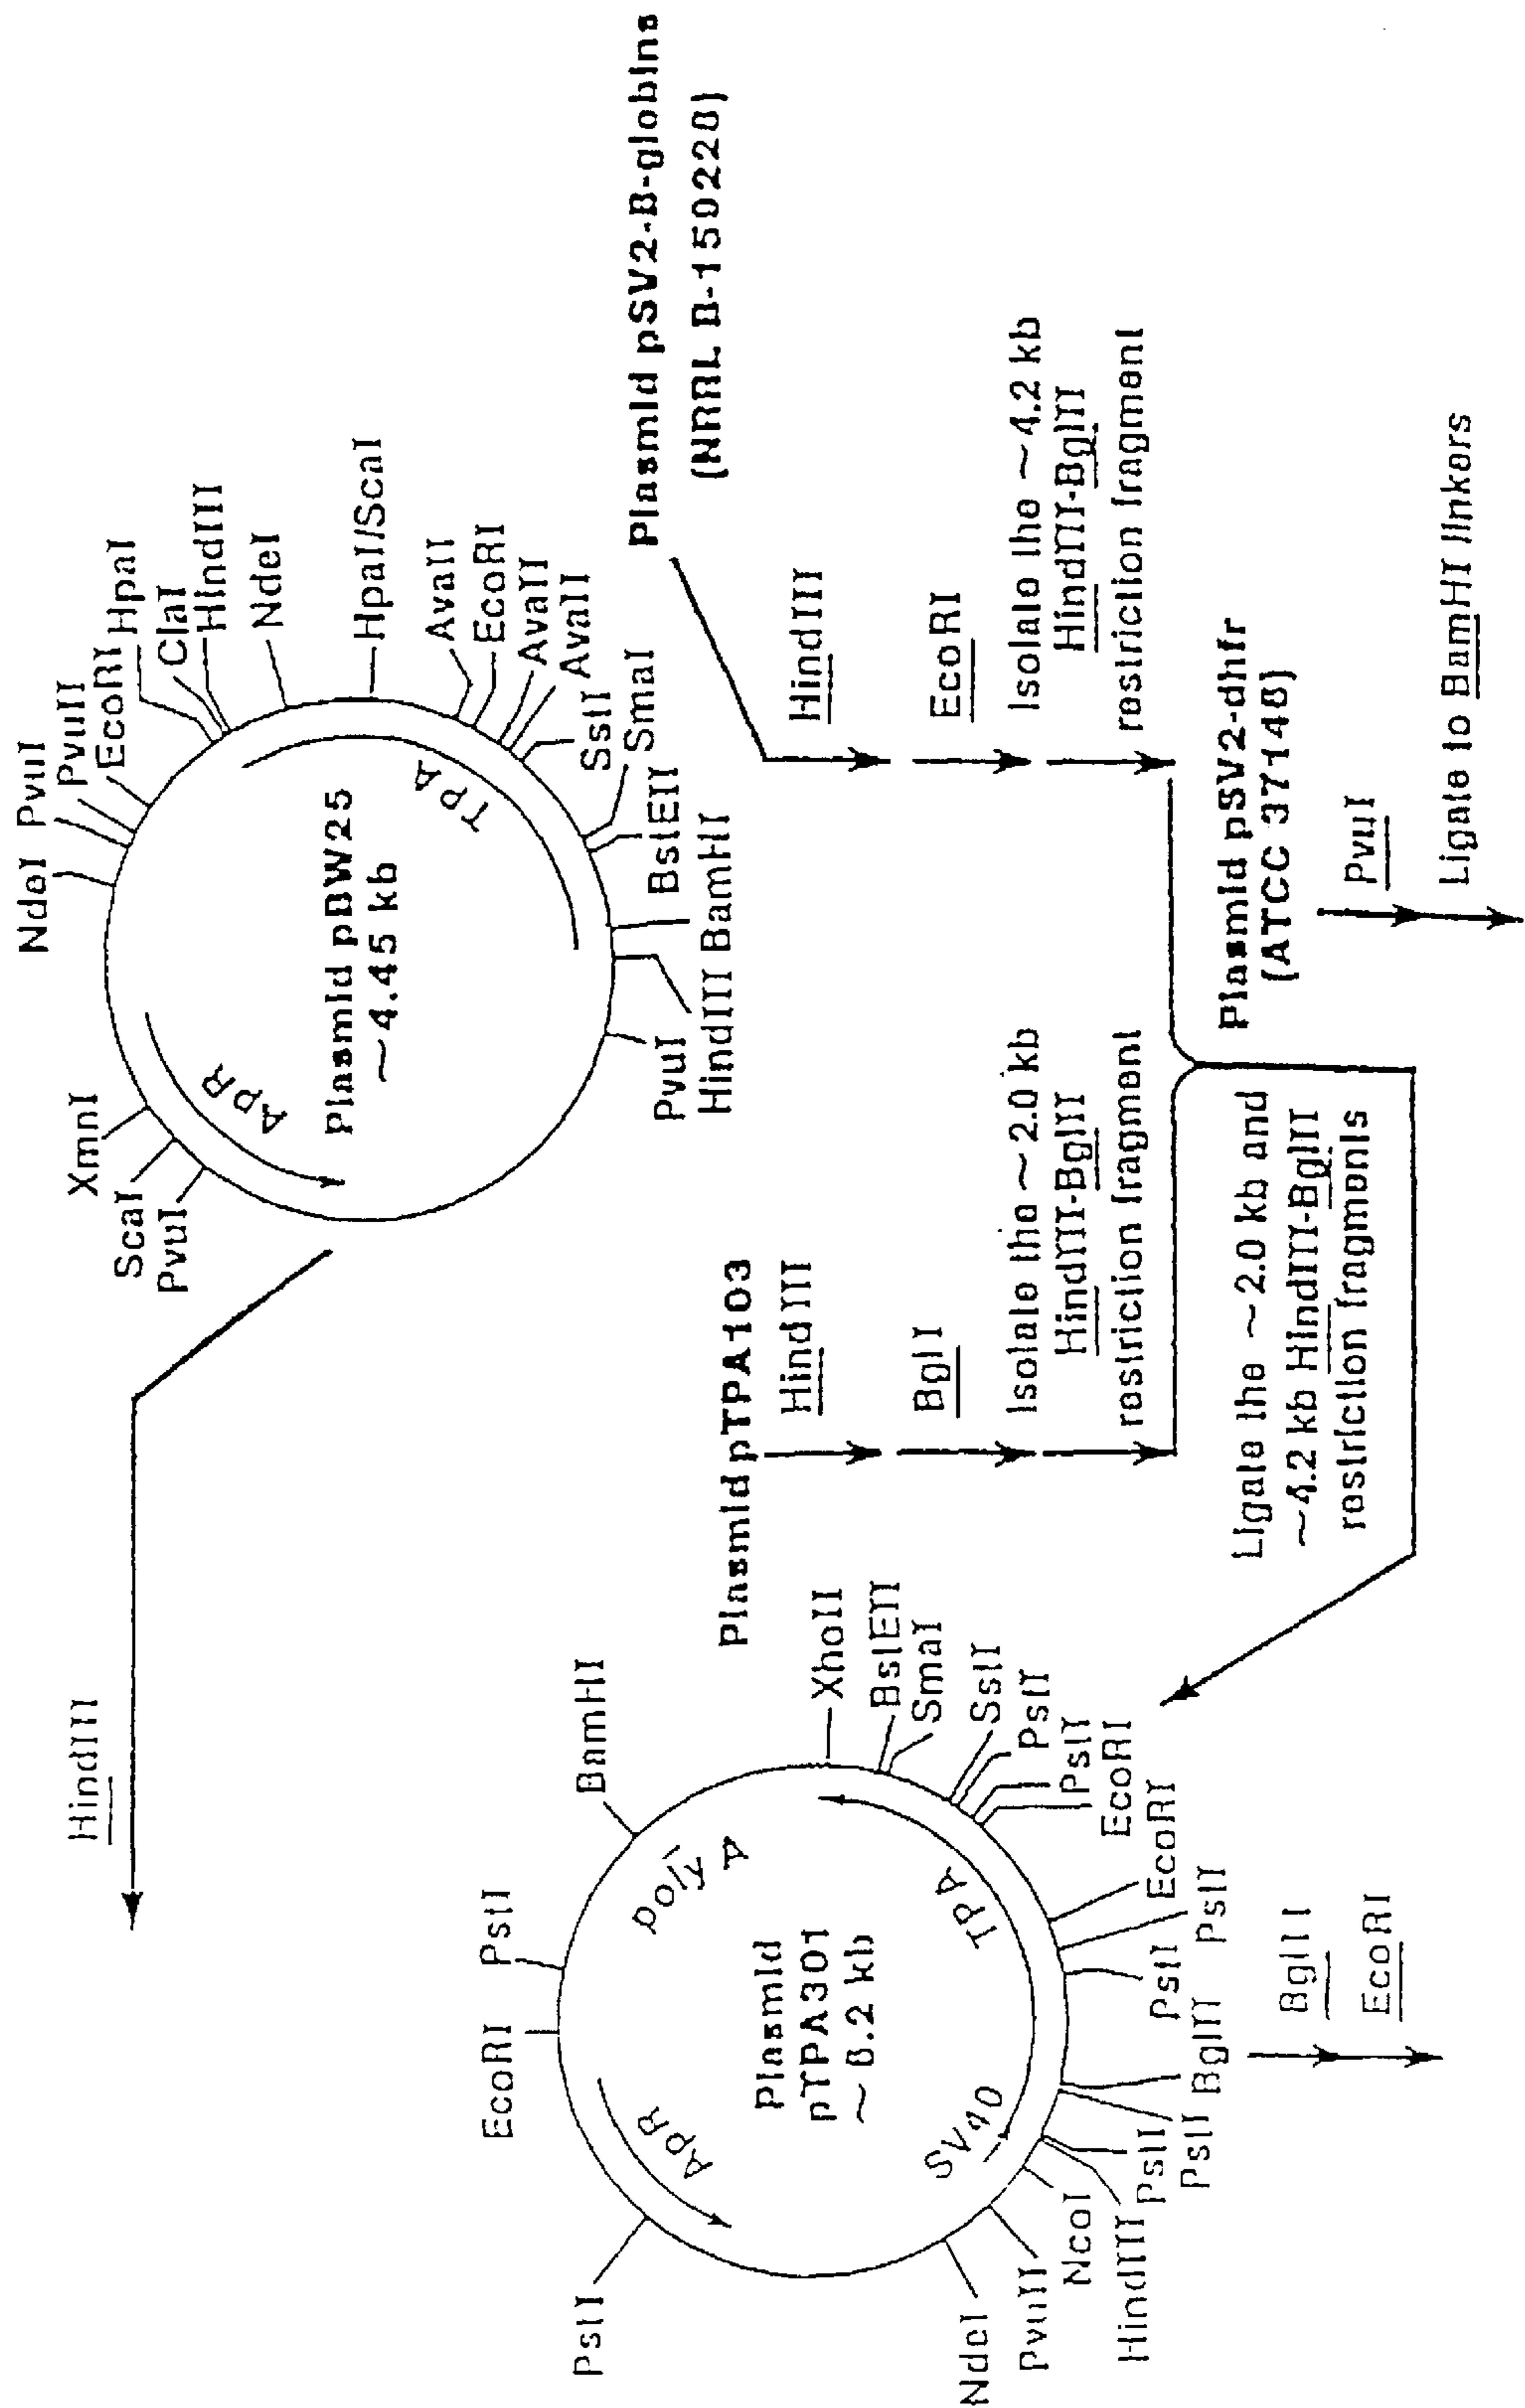 HindIII
XmnI
ScaI
PvuI
NdeI
PvuI
PvuII
EcoRI
HpaI
ClaI
HindIII
NdeI
HpaI/ScaI
AvaII
EcoRI
AvaII
AvaII
SstI
SmaI
BstEII
BamHI
HindIII
PvuI
ApR
TPA
Plasmid pBW25
~4.45 kb
Plasmid pSV2-B-globins
(NRRL B-15928)
HindIII
EcoRI
Isolate the ~4.2 kb
HindIII-BglII
restriction fragment
Plasmid pTPA103
HindIII
BglI
Isolate the ~2.0 kb
HindIII-BglII
restriction fragment
Ligate the ~2.0 kb and
~4.2 kb HindIII-BglII
restriction fragments
PstI
EcoRI
PstI
BamHI
XhoII
BstEII
SmaI
SstI
PstI
PstI
EcoRI
EcoRI
PstI
PstI
BglII
PstI
PstI
HindIII
NcoI
PvuII
NdeI
ApR
poly
A
TPA
SV40
Plasmid
pTPA301
~6.2 kb
BglII
EcoRI
Plasmid pSV2-dhfr
(ATCC 37146)
PvuI
Ligate to BamHI linkers